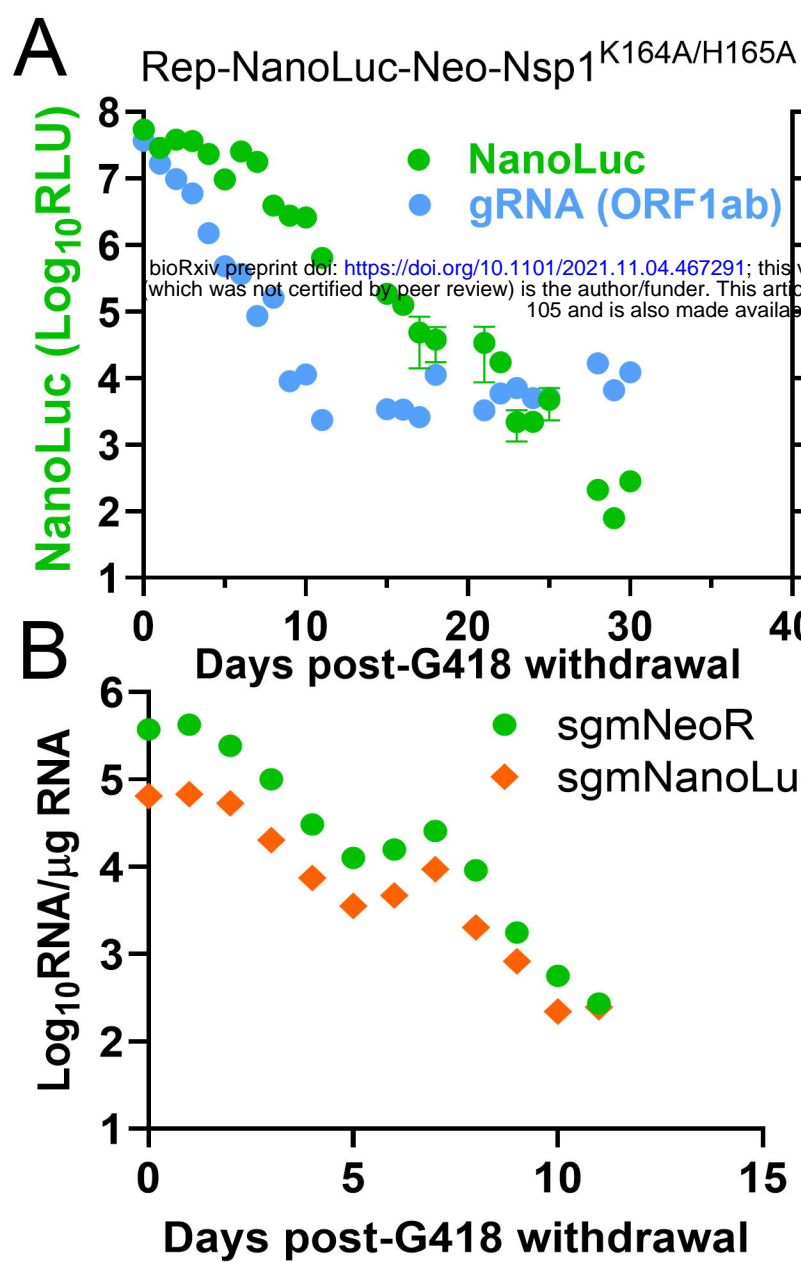 A
Rep-NanoLuc-Neo-Nsp1K164A/H165A
NanoLuc (Log10RLU)
8
7
6
5
4
3
2
1
NanoLuc
gRNA (ORF1ab)
bioRxiv preprint doi: https://doi.org/10.1101/2021.11.04.467291; this v
(which was not certified by peer review) is the author/funder. This artic
105 and is also made availab
0 10 20 30 40
Days post-G418 withdrawal
B
Log10RNA/µg RNA
6
5
4
3
2
1
sgmNeoR
sgmNanoLu
0 5 10 15
Days post-G418 withdrawal